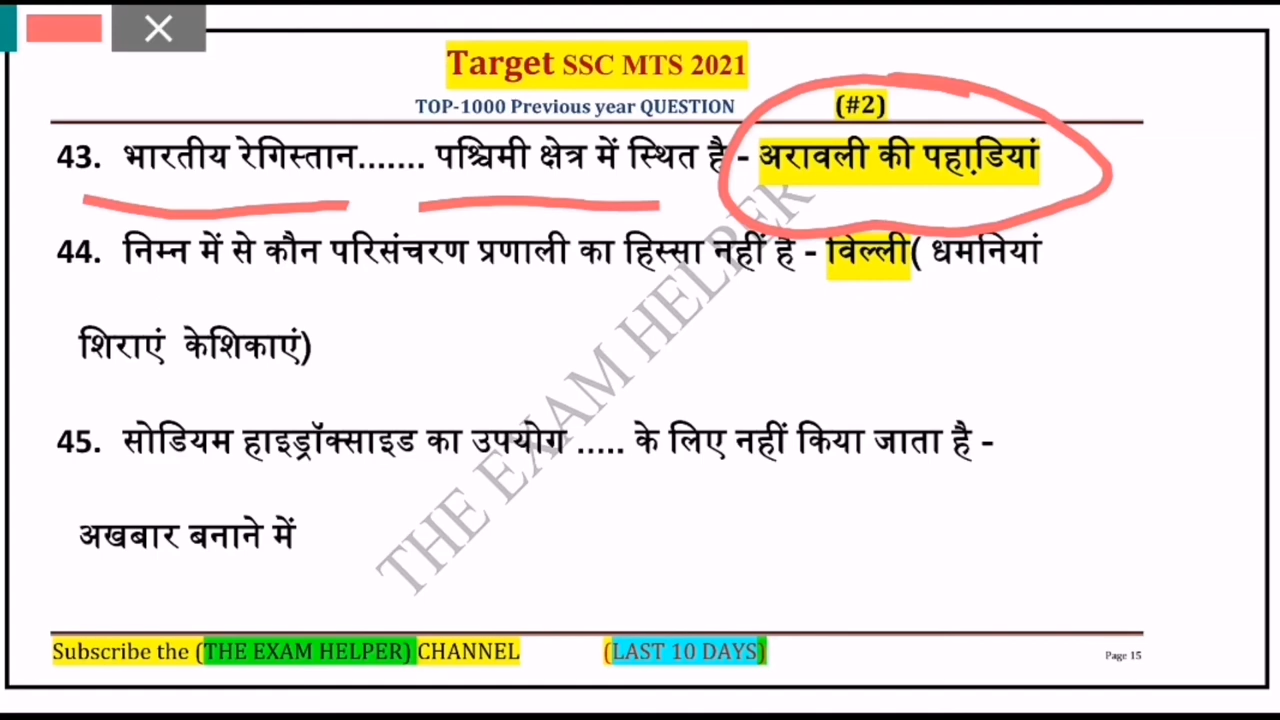 Target SSC MTS 2021
TOP-1000 Previous year QUESTION (#2)
43. भारतीय रेगिस्तान....... पश्चिमी क्षेत्र में स्थित है - अरावली की पहाड़ियां
44. निम्न में से कौन परिसंचरण प्रणाली का हिस्सा नहीं है - विल्ली( धमनियां
शिराएं केशिकाएं)
45. सोडियम हाइड्रॉक्साइड का उपयोग ..... के लिए नहीं किया जाता है -
अखबार बनाने में
THE EXAM HELPER
Subscribe the (THE EXAM HELPER) CHANNEL (LAST 10 DAYS)
Page 15